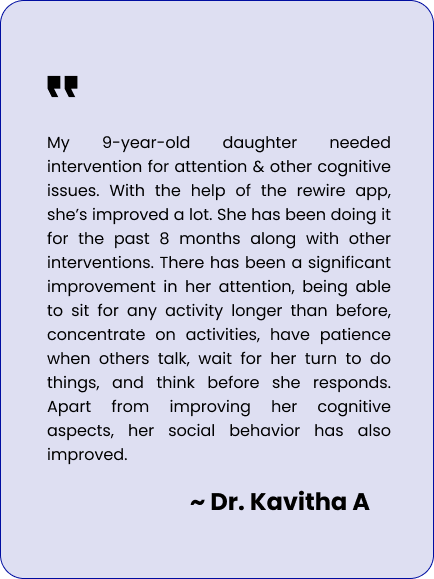 "
My 9-year-old daughter needed
intervention for attention & other cognitive
issues. With the help of the rewire app,
she’s improved a lot. She has been doing it
for the past 8 months along with other
interventions. There has been a significant
improvement in her attention, being able
to sit for any activity longer than before,
concentrate on activities, have patience
when others talk, wait for her turn to do
things, and think before she responds.
Apart from improving her cognitive
aspects, her social behavior has also
improved.
~ Dr. Kavitha A